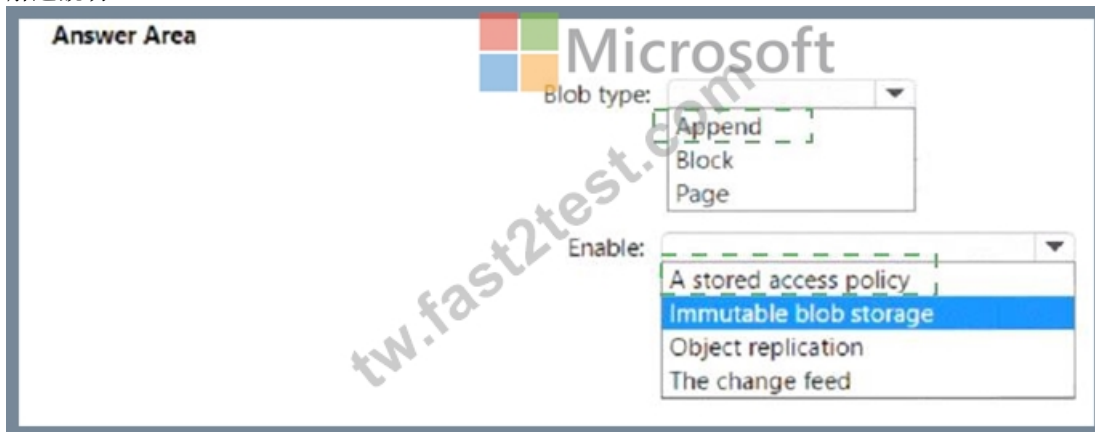 Answer Area
Microsoft
Blob type:
Append
Block
Page
Enable:
A stored access policy
Immutable blob storage
Object replication
The change feed
tw.fast2test.com